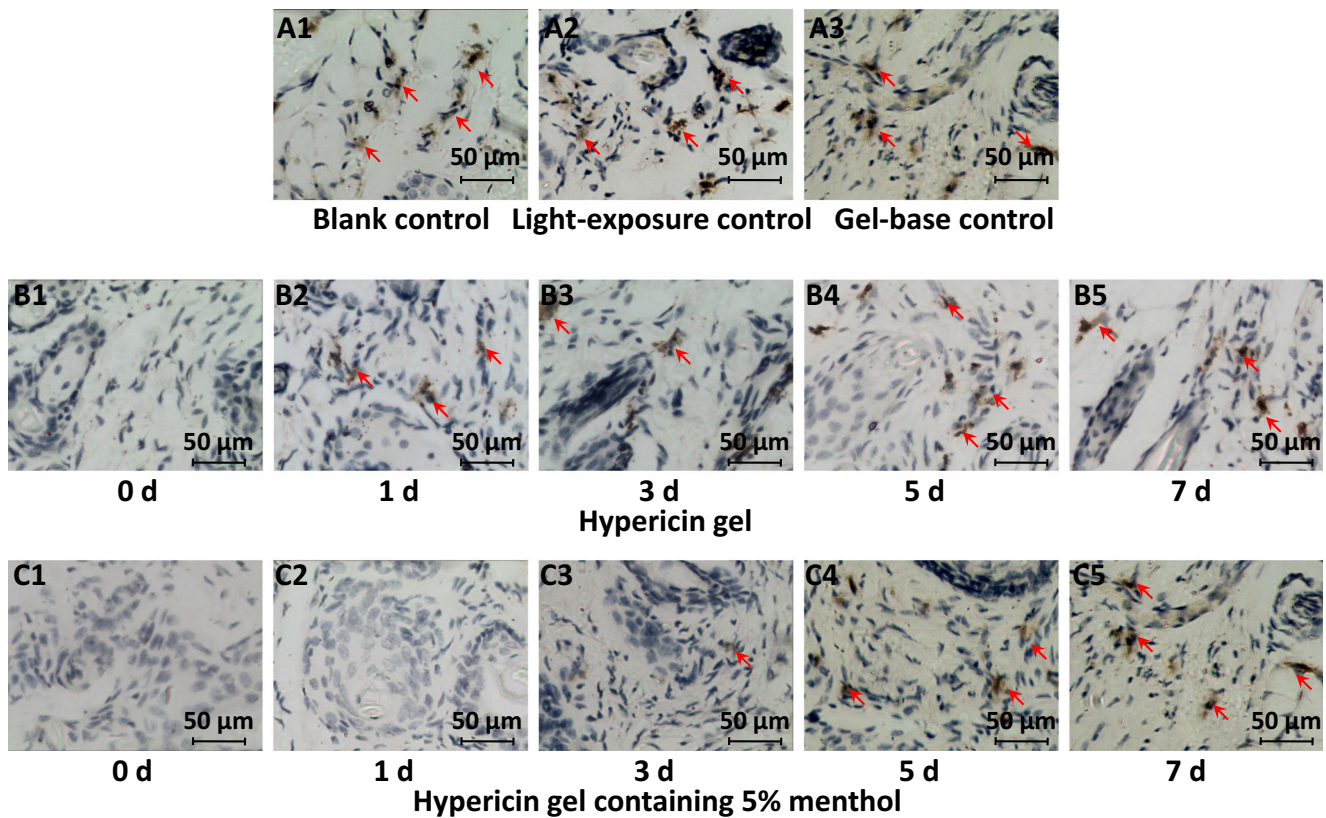 A1 A2 A3
50 μm 50 μm 50 μm
Blank control Light-exposure control Gel-base control
B1 B2 B3 B4 B5
50 μm 50 μm 50 μm 50 μm 50 μm
0 d 1 d 3 d 5 d 7 d
Hypericin gel
C1 C2 C3 C4 C5
50 μm 50 μm 50 μm 50 μm 50 μm
0 d 1 d 3 d 5 d 7 d
Hypericin gel containing 5% menthol